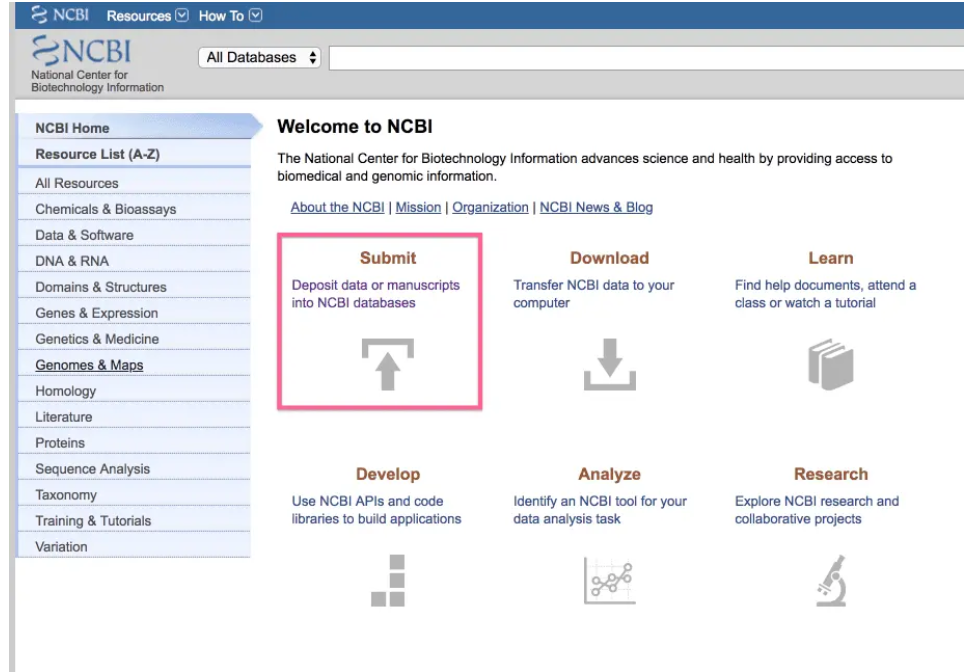 NCBI Resources How To
NCBI
National Center for
Biotechnology Information
All Databases
NCBI Home
Resource List (A-Z)
All Resources
Chemicals & Bioassays
Data & Software
DNA & RNA
Domains & Structures
Genes & Expression
Genetics & Medicine
Genomes & Maps
Homology
Literature
Proteins
Sequence Analysis
Taxonomy
Training & Tutorials
Variation
Welcome to NCBI
The National Center for Biotechnology Information advances science and health by providing access to
biomedical and genomic information.
About the NCBI | Mission | Organization | NCBI News & Blog
Submit
Deposit data or manuscripts
into NCBI databases
Download
Transfer NCBI data to your
computer
Learn
Find help documents, attend a
class or watch a tutorial
Develop
Use NCBI APIs and code
libraries to build applications
Analyze
Identify an NCBI tool for your
data analysis task
Research
Explore NCBI research and
collaborative projects